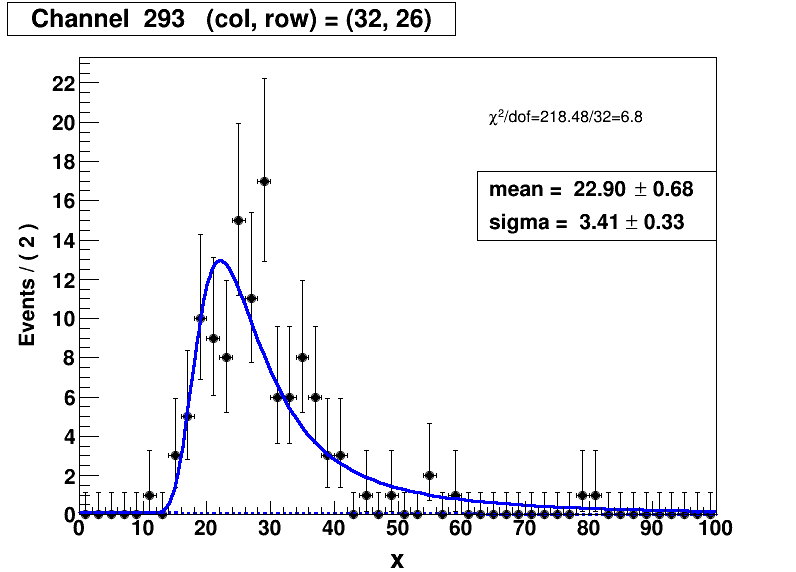 Channel 293 (col, row) = (32, 26)
χ²/dof=218.48/32=6.8
mean = 22.90 ± 0.68
sigma = 3.41 ± 0.33
Events / ( 2 )
22
20
18
16
14
12
10
8
6
4
2
0
0 10 20 30 40 50 60 70 80 90 100
x